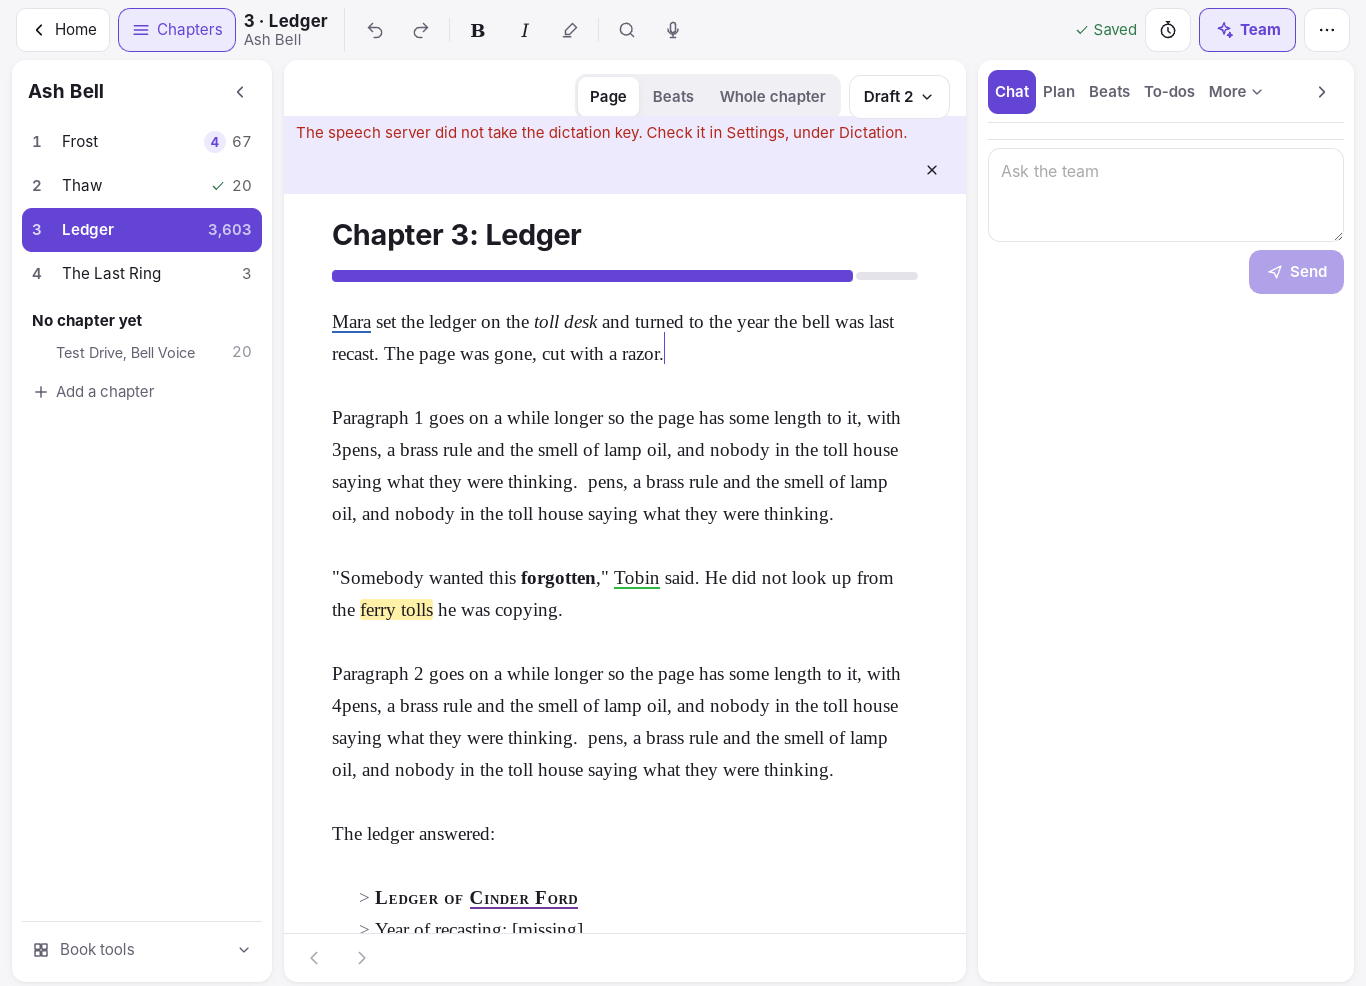 Home
Chapters
3 · Ledger
Ash Bell
B
I
Saved
Team
Ash Bell
1 Frost 4 67
2 Thaw 20
3 Ledger 3,603
4 The Last Ring 3
No chapter yet
Test Drive, Bell Voice 20
Add a chapter
Book tools
Page Beats Whole chapter Draft 2
The speech server did not take the dictation key. Check it in Settings, under Dictation.
Chapter 3: Ledger
Mara set the ledger on the toll desk and turned to the year the bell was last
recast. The page was gone, cut with a razor.
Paragraph 1 goes on a while longer so the page has some length to it, with
3pens, a brass rule and the smell of lamp oil, and nobody in the toll house
saying what they were thinking.  pens, a brass rule and the smell of lamp
oil, and nobody in the toll house saying what they were thinking.
"Somebody wanted this forgotten," Tobin said. He did not look up from
the ferry tolls he was copying.
Paragraph 2 goes on a while longer so the page has some length to it, with
4pens, a brass rule and the smell of lamp oil, and nobody in the toll house
saying what they were thinking.  pens, a brass rule and the smell of lamp
oil, and nobody in the toll house saying what they were thinking.
The ledger answered:
> Ledger of Cinder Ford
> Year of recasting: [missing]
Chat Plan Beats To-dos More
Ask the team
Send